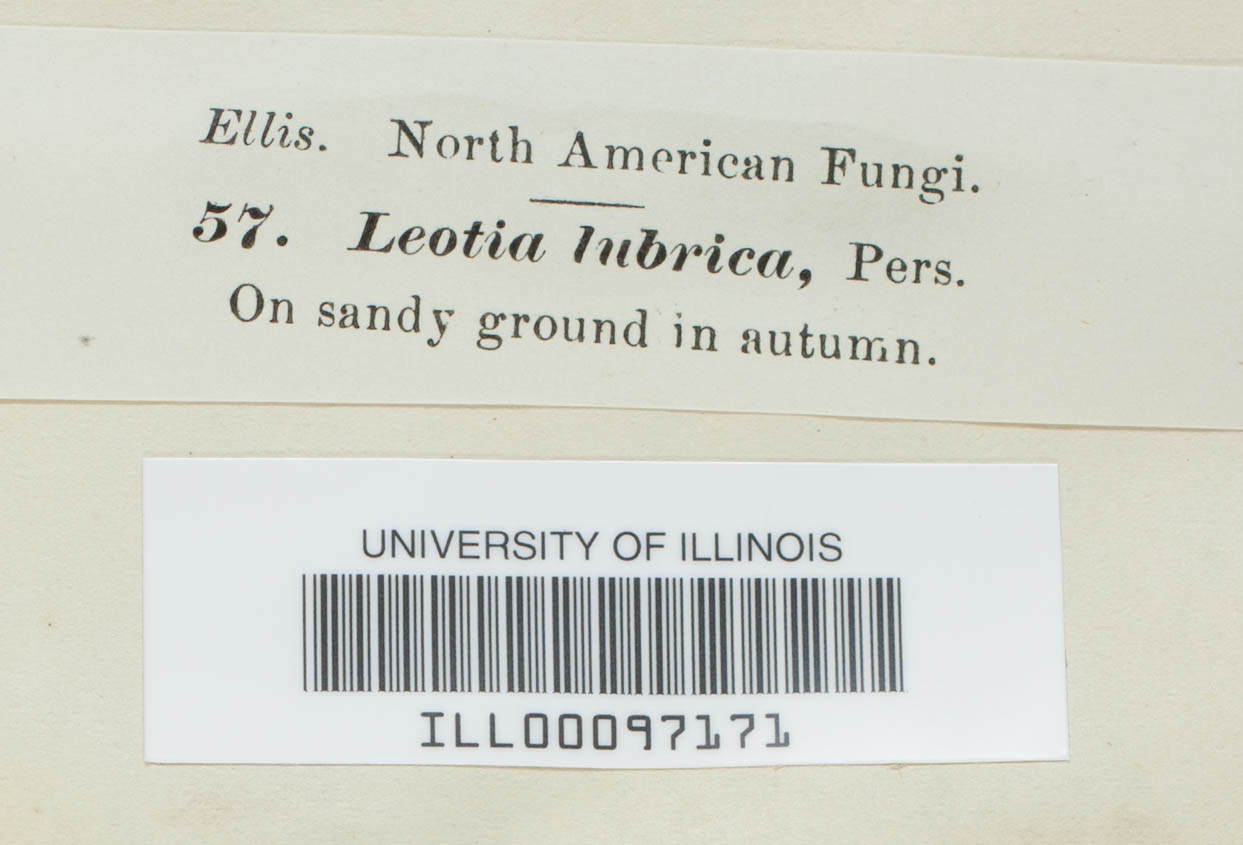 Ellis. North American Fungi.
57. Leotia lubrica, Pers.
On sandy ground in autumn.
UNIVERSITY OF ILLINOIS
ILL00097171